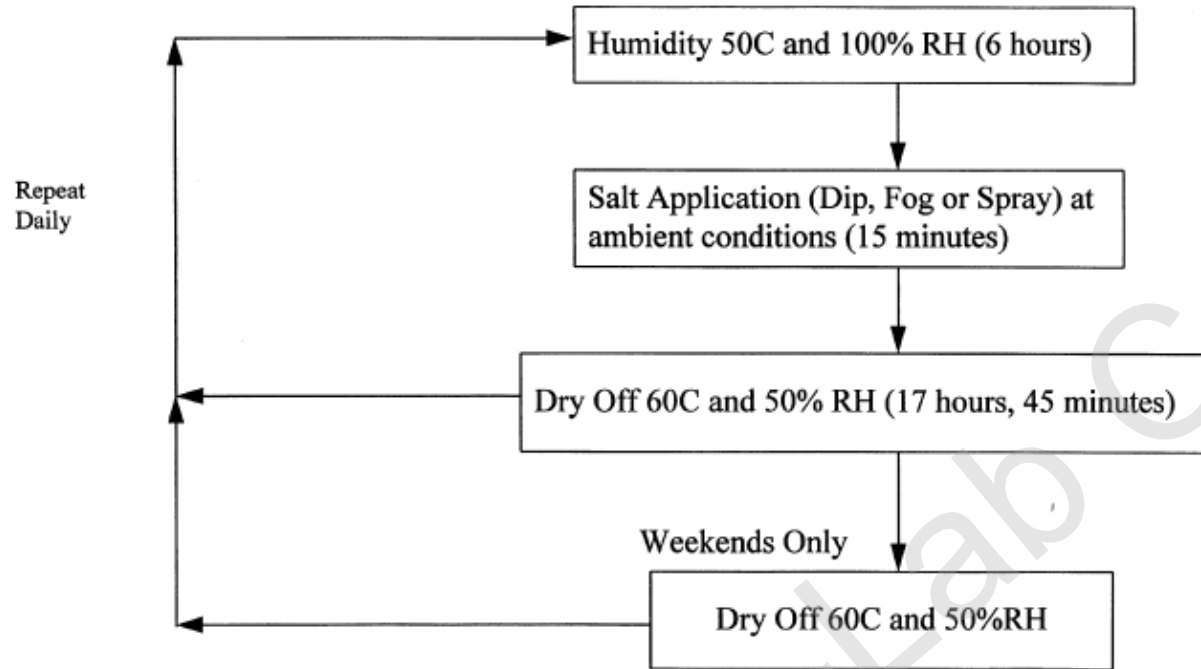 Humidity 50C and 100% RH (6 hours)
Repeat
Daily
Salt Application (Dip, Fog or Spray) at
ambient conditions (15 minutes)
Dry Off 60C and 50% RH (17 hours, 45 minutes)
Weekends Only
Dry Off 60C and 50%RH
Lab C